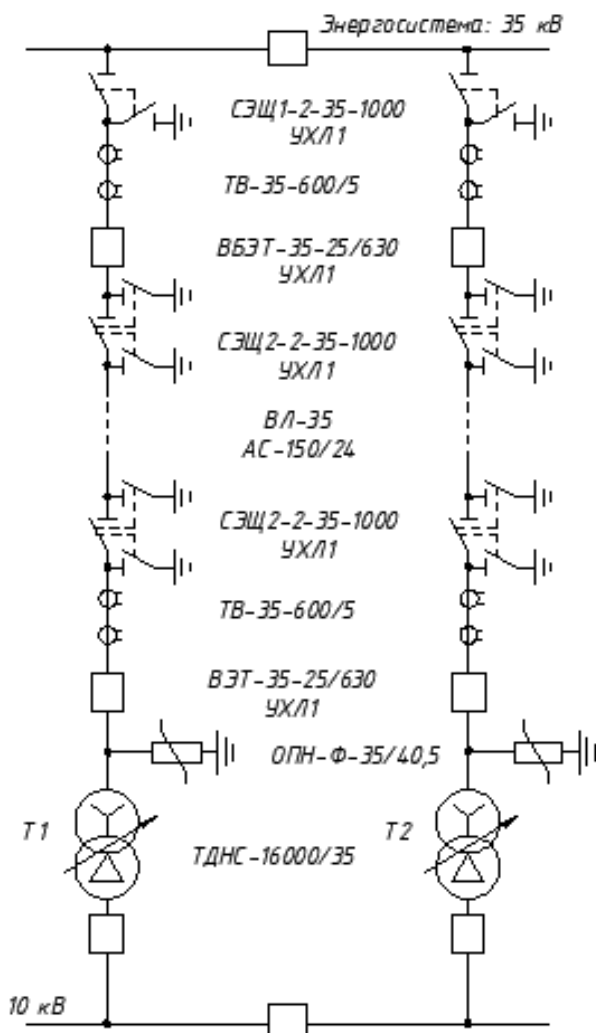 Энергосистема: 35 кВ
СЭЩ1-2-35-1000
УХЛ1
ТВ-35-600/5
ВБЭТ-35-25/630
УХЛ1
СЭЩ2-2-35-1000
УХЛ1
ВЛ-35
АС-150/24
СЭЩ2-2-35-1000
УХЛ1
ТВ-35-600/5
ВЭТ-35-25/630
УХЛ1
ОПН-Ф-35/40,5
Т1
Т2
ТДНС-16000/35
10 кВ